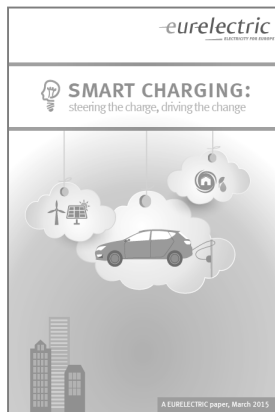 eurelectric
ELECTRICITY FOR EUROPE
SMART CHARGING:
steering the charge, driving the change
A EURELECTRIC paper, March 2015